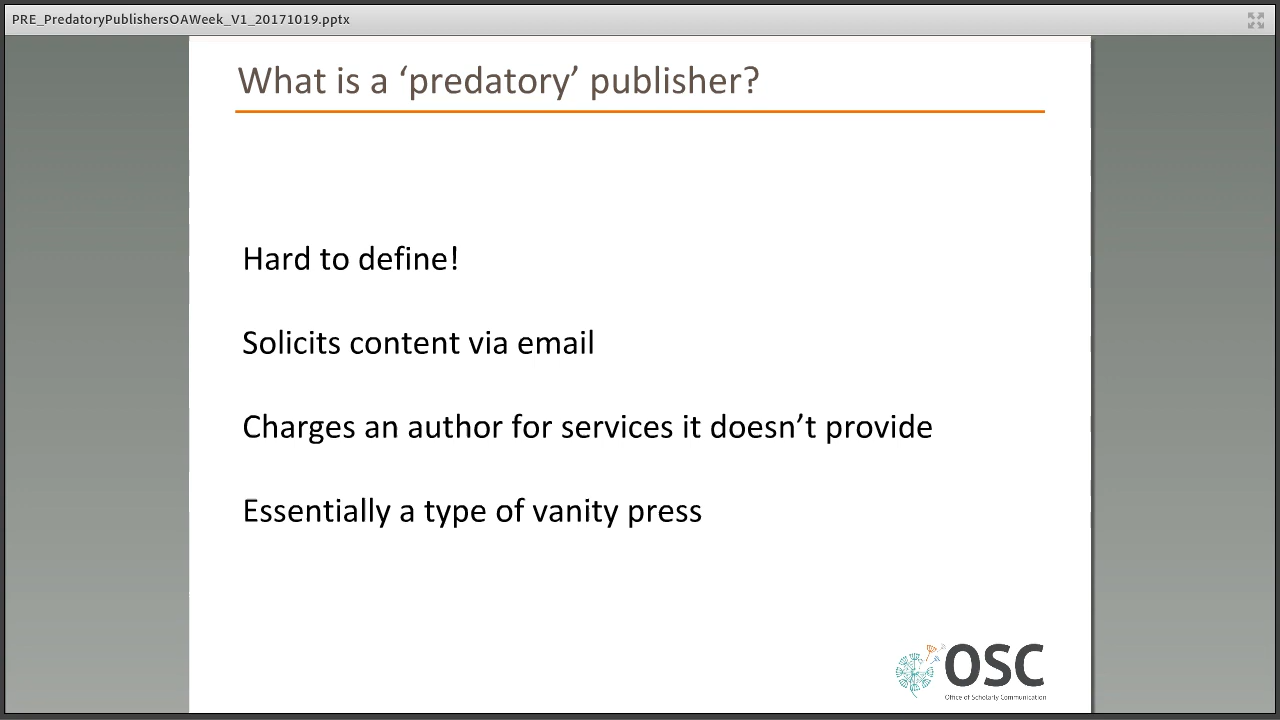 PRE_PredatoryPublishersOAWeek_V1_20171019.pptx
What is a ‘predatory’ publisher?
Hard to define!
Solicits content via email
Charges an author for services it doesn’t provide
Essentially a type of vanity press
OSC
Office of Scholarly Communication